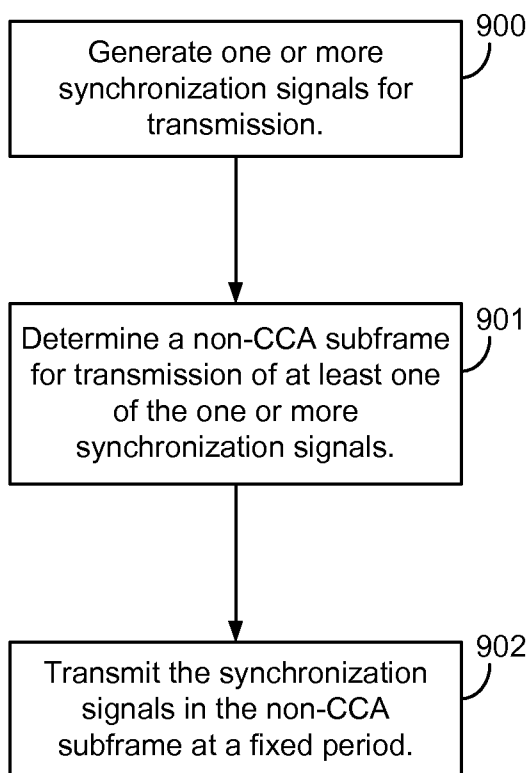 900
Generate one or more
synchronization signals for
transmission.
901
Determine a non-CCA subframe
for transmission of at least one
of the one or more
synchronization signals.
902
Transmit the synchronization
signals in the non-CCA
subframe at a fixed period.